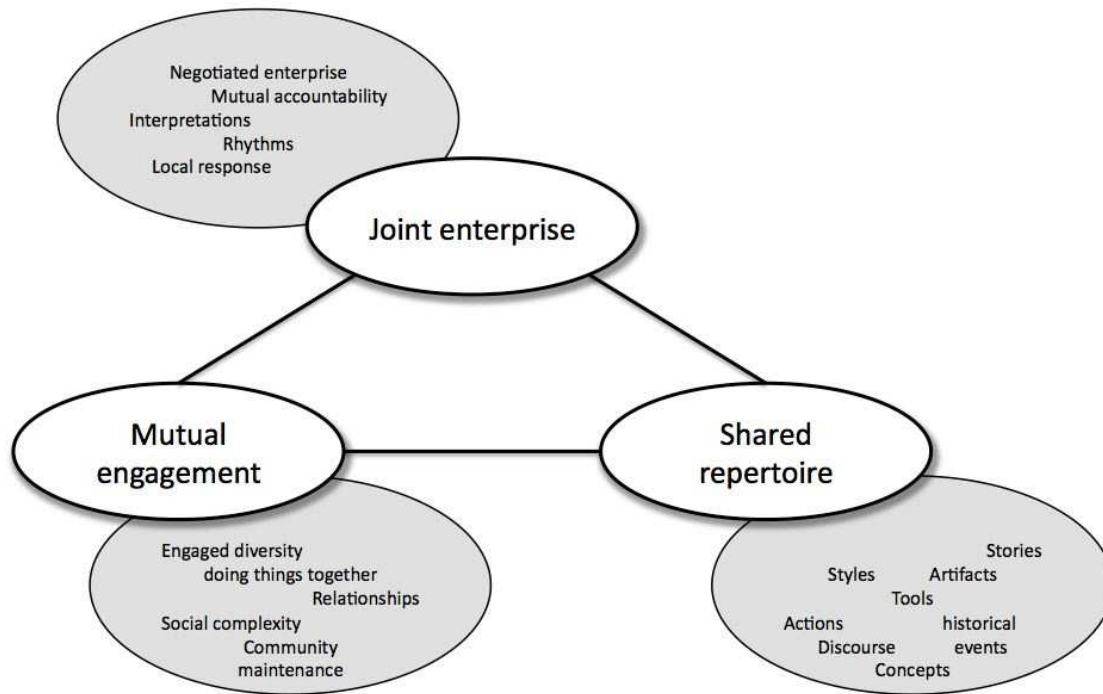 Negotiated enterprise
Mutual accountability
Interpretations
Rhythms
Local response
Joint enterprise
Mutual
engagement
Shared
repertoire
Engaged diversity
doing things together
Relationships
Social complexity
Community
maintenance
Stories
Styles Artifacts
Tools
Actions historical
Discourse events
Concepts